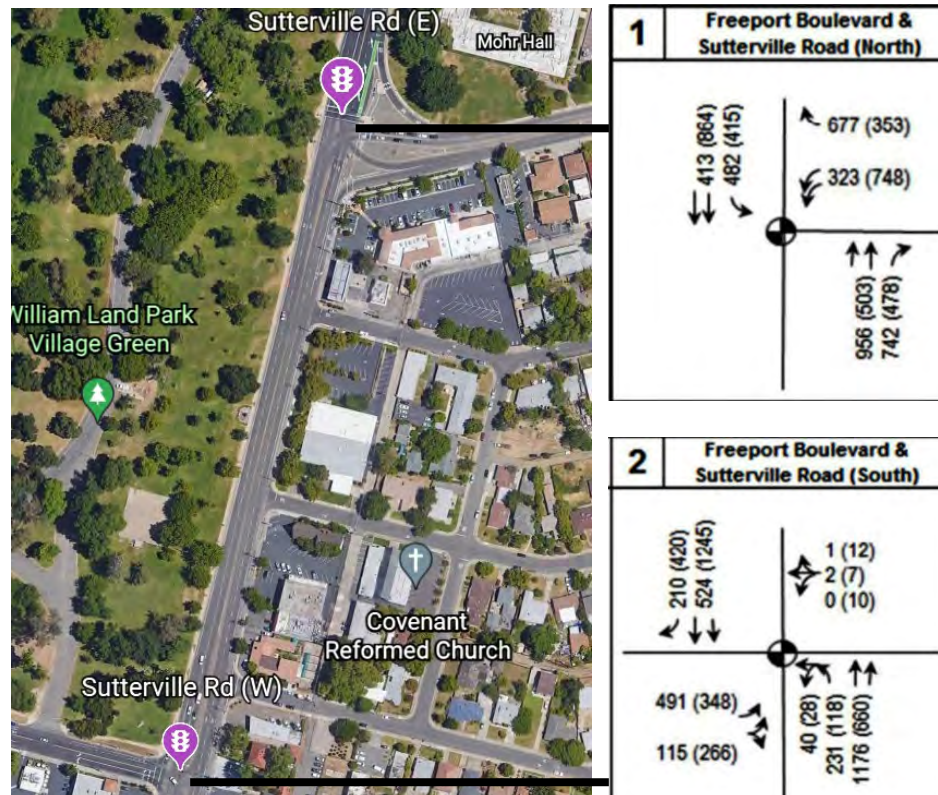 Sutterville Rd (E)
Mohr Hall
William Land Park
Village Green
Covenant
Reformed Church
Sutterville Rd (W)
1
Freeport Boulevard &
Sutterville Road (North)
413 (864)
482 (415)
677 (353)
323 (748)
956 (503)
742 (478)
2
Freeport Boulevard &
Sutterville Road (South)
210 (420)
524 (1245)
1 (12)
2 (7)
0 (10)
491 (348)
115 (266)
40 (28)
231 (118)
1176 (660)